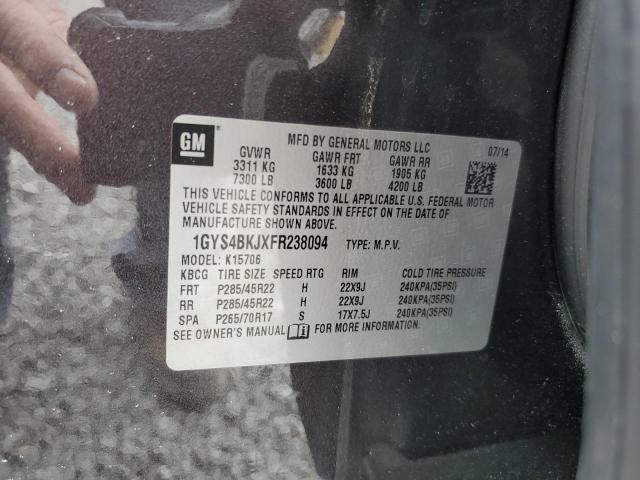 GM
MFD BY GENERAL MOTORS LLC 07/14
GVWR GAWR FRT GAWR RR
3311 KG 1633 KG 1905 KG
7300 LB 3600 LB 4200 LB
THIS VEHICLE CONFORMS TO ALL APPLICABLE U.S. FEDERAL MOTOR
VEHICLE SAFETY STANDARDS IN EFFECT ON THE DATE OF
MANUFACTURE SHOWN ABOVE.
1GYS4BKJXFR238094 TYPE: M.P.V.
MODEL: K15706
KBCG TIRE SIZE SPEED RTG RIM COLD TIRE PRESSURE
FRT P285/45R22 H 22X9J 240KPA(35PSI)
RR P285/45R22 H 22X9J 240KPA(35PSI)
SPA P265/70R17 S 17X7.5J 240KPA(35PSI)
SEE OWNER'S MANUAL FOR MORE INFORMATION.